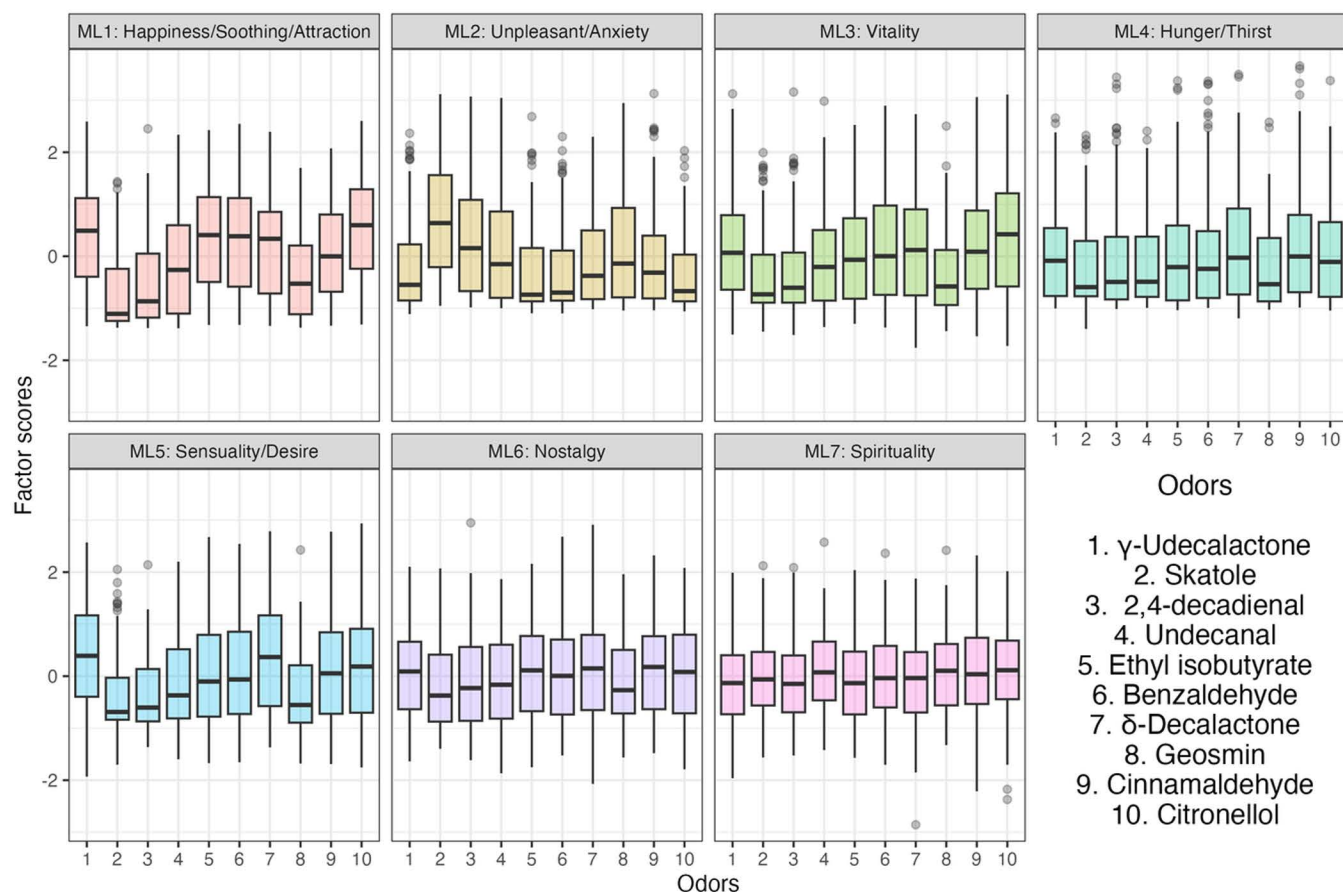 ML1: Happiness/Soothing/Attraction
ML2: Unpleasant/Anxiety
ML3: Vitality
ML4: Hunger/Thirst
2
0
-2
Factor scores
1 2 3 4 5 6 7 8 9 10
Odors
ML5: Sensuality/Desire
ML6: Nostalgy
ML7: Spirituality
2
0
-2
1 2 3 4 5 6 7 8 9 10
1 2 3 4 5 6 7 8 9 10
1 2 3 4 5 6 7 8 9 10
Odors
1. γ-Udecalactone
2. Skatole
3. 2,4-decadienal
4. Undecanal
5. Ethyl isobutyrate
6. Benzaldehyde
7. δ-Decalactone
8. Geosmin
9. Cinnamaldehyde
10. Citronellol